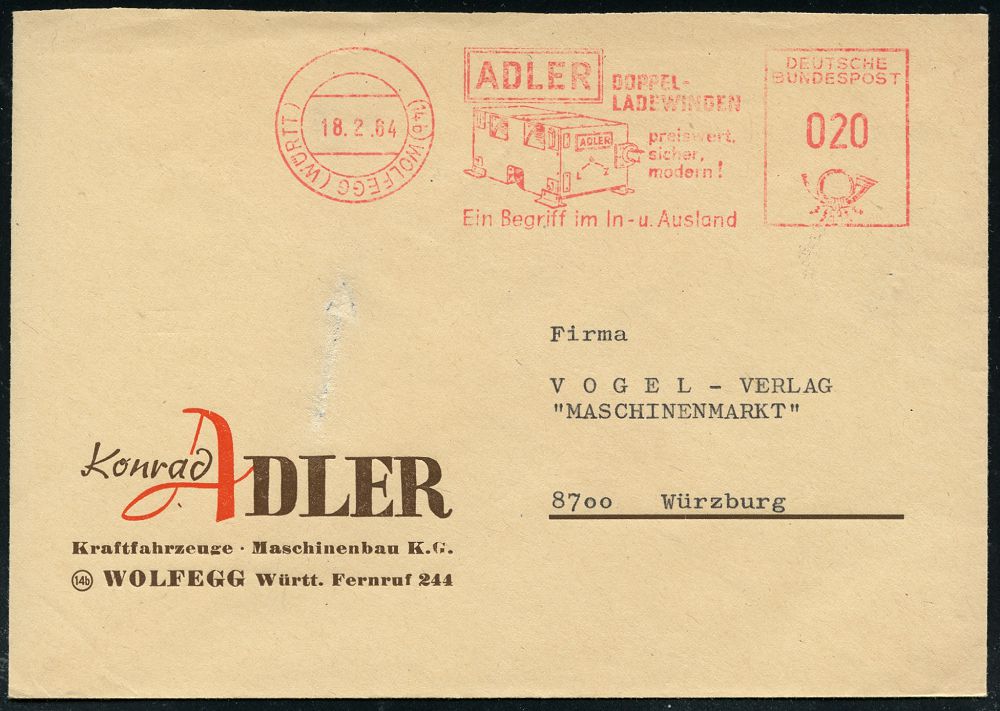 (14b) WOLFEGG (WÜRTT)
18.2.64
ADLER
DOPPEL-
LADEWINDEN
ADLER
preiswert,
sicher,
modern!
Ein Begriff im In- u. Ausland
DEUTSCHE
BUNDESPOST
020
Firma
V O G E L - VERLAG
"MASCHINENMARKT"
87oo Würzburg
Konrad ADLER
Kraftfahrzeuge · Maschinenbau K.G.
14b WOLFEGG Württ. Fernruf 244